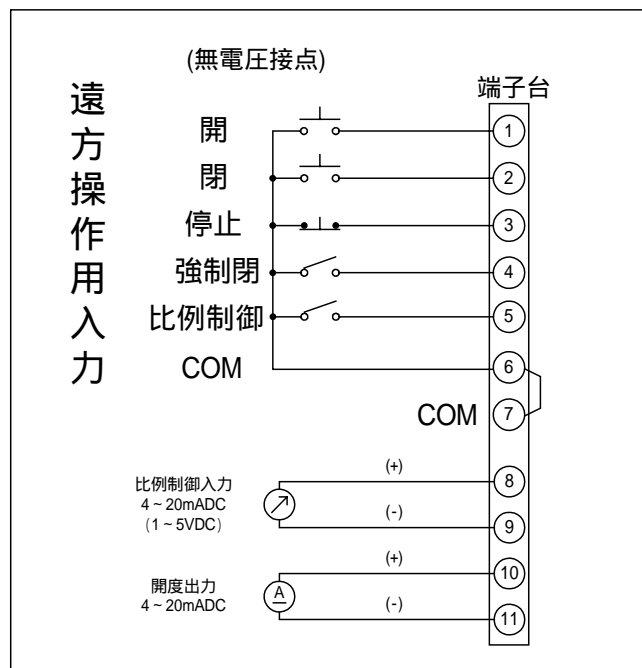 (無電圧接点)
端子台
遠方操作用入力
開
1
閉
2
停止
3
強制閉
4
比例制御
5
COM
6
COM
7
比例制御入力
4~20mADC
(1~5VDC)
(+)
8
(-)
9
開度出力
4~20mADC
A
(+)
10
(-)
11